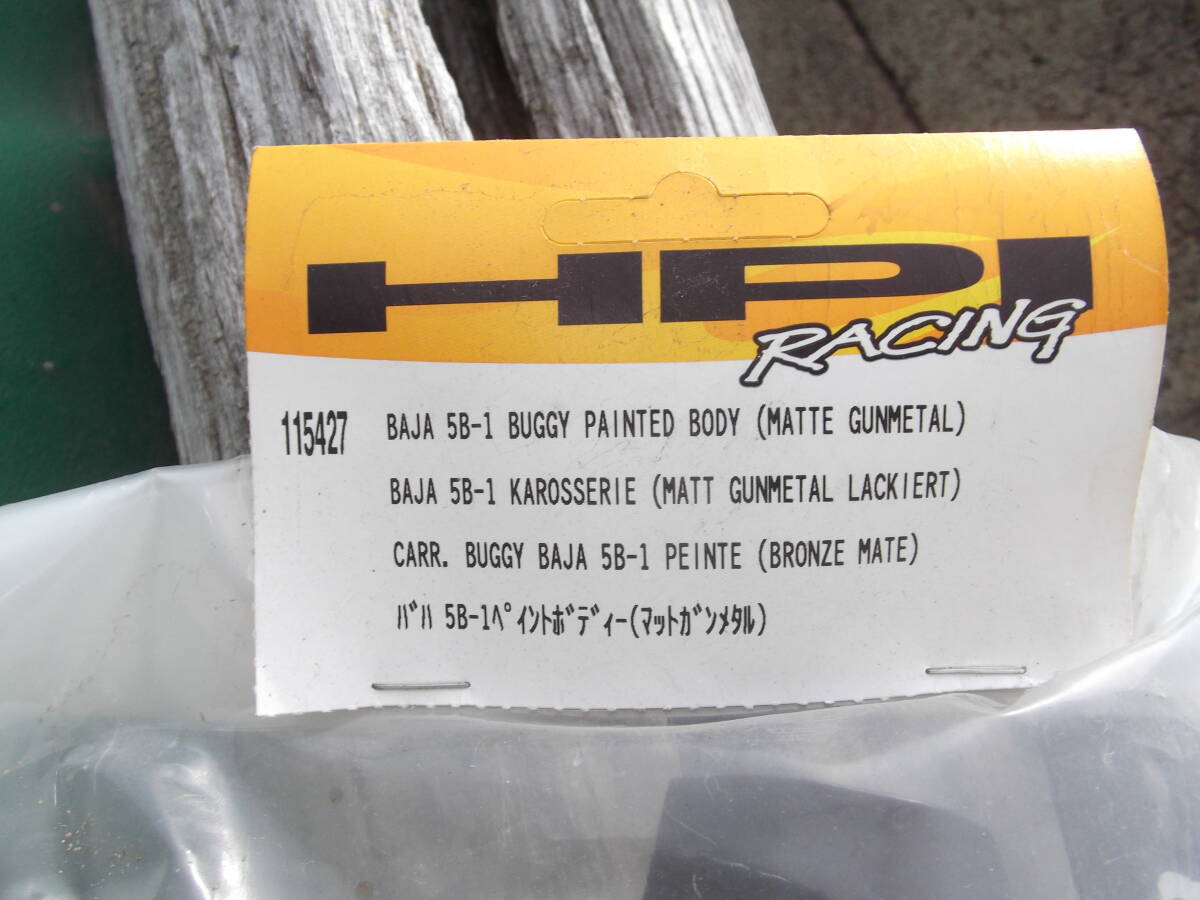 HPI
RACING
115427 BAJA 5B-1 BUGGY PAINTED BODY (MATTE GUNMETAL)
BAJA 5B-1 KAROSSERIE (MATT GUNMETAL LACKIERT)
CARR. BUGGY BAJA 5B-1 PEINTE (BRONZE MATE)
ﾊﾞﾊ 5B-1ﾍﾟｲﾝﾄﾎﾞﾃﾞｨｰ(ﾏｯﾄｶﾞﾝﾒﾀﾙ)